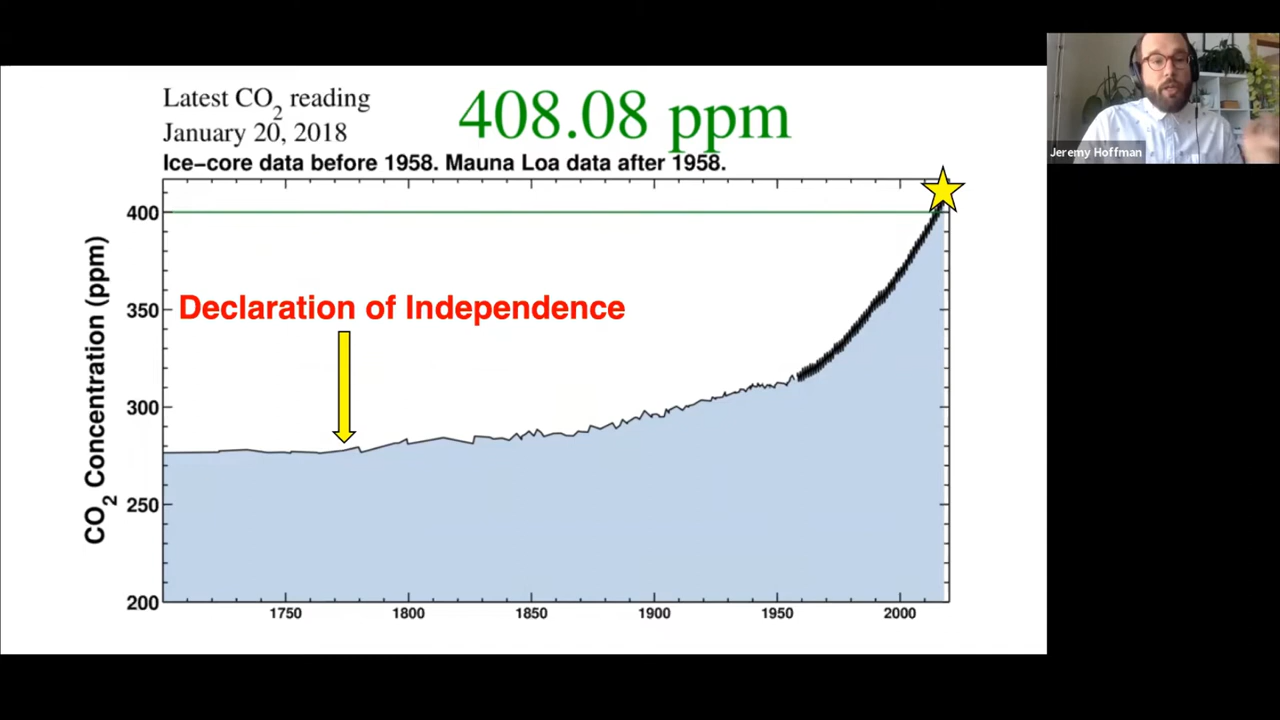 Latest CO2 reading
January 20, 2018
408.08 ppm
Ice-core data before 1958. Mauna Loa data after 1958.
CO2 Concentration (ppm)
400
350
300
250
200
Declaration of Independence
1750
1800
1850
1900
1950
2000
Jeremy Hoffman